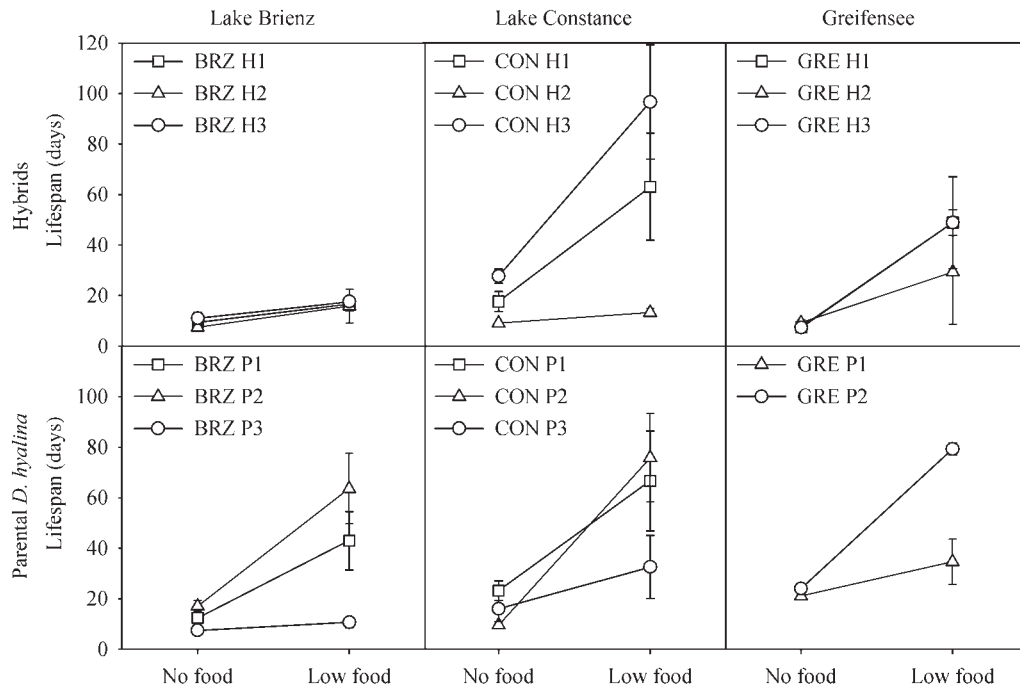 Lake Brienz
Lake Constance
Greifensee
Hybrids
Lifespan (days)
120
100
80
60
40
20
0
BRZ H1
BRZ H2
BRZ H3
CON H1
CON H2
CON H3
GRE H1
GRE H2
GRE H3
Parental D. hyalina
Lifespan (days)
100
80
60
40
20
0
BRZ P1
BRZ P2
BRZ P3
CON P1
CON P2
CON P3
GRE P1
GRE P2
No food
Low food
No food
Low food
No food
Low food